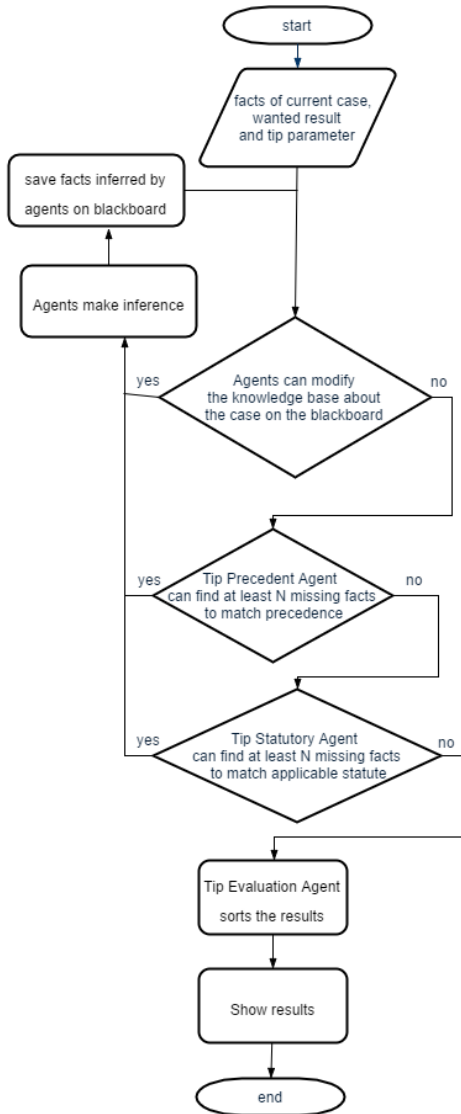 start
facts of current case,
wanted result
and tip parameter
save facts inferred by
agents on blackboard
Agents make inference
yes
Agents can modify
the knowledge base about
the case on the blackboard
no
yes
Tip Precedent Agent
can find at least N missing facts
to match precedence
no
yes
Tip Statutory Agent
can find at least N missing facts
to match applicable statute
no
Tip Evaluation Agent
sorts the results
Show results
end